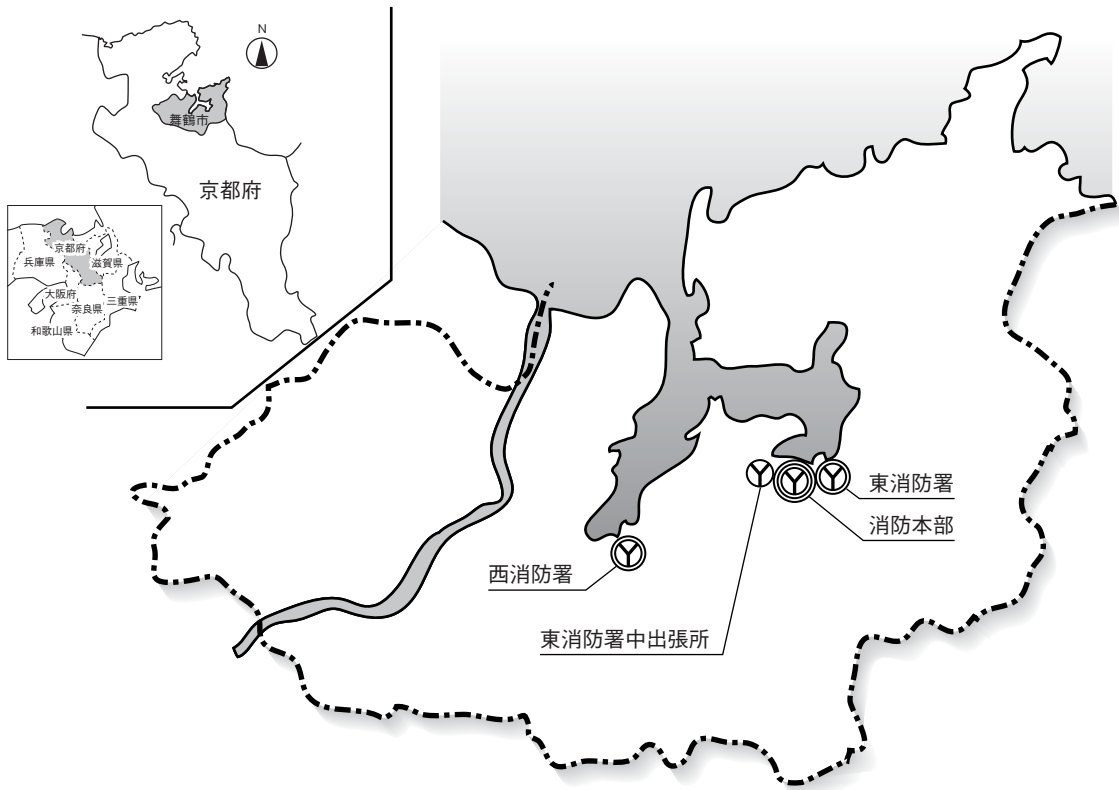 N
舞鶴市
京都府
京都府
兵庫県
滋賀県
大阪府
三重県
奈良県
和歌山県
東消防署
消防本部
西消防署
東消防署中出張所